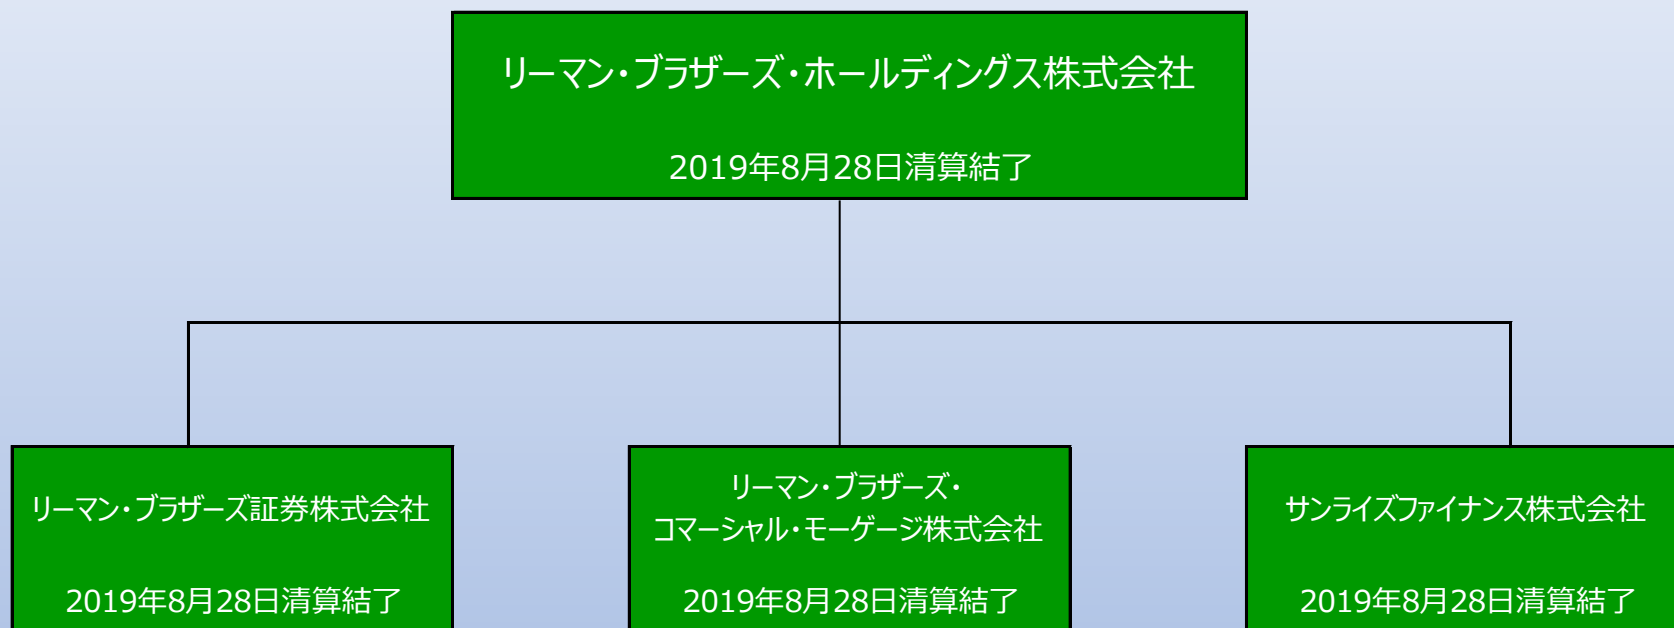 リーマン・ブラザーズ・ホールディングス株式会社
2019年8月28日清算結了
リーマン・ブラザーズ証券株式会社
2019年8月28日清算結了
リーマン・ブラザーズ・
コマーシャル・モーゲージ株式会社
2019年8月28日清算結了
サンライズファイナンス株式会社
2019年8月28日清算結了